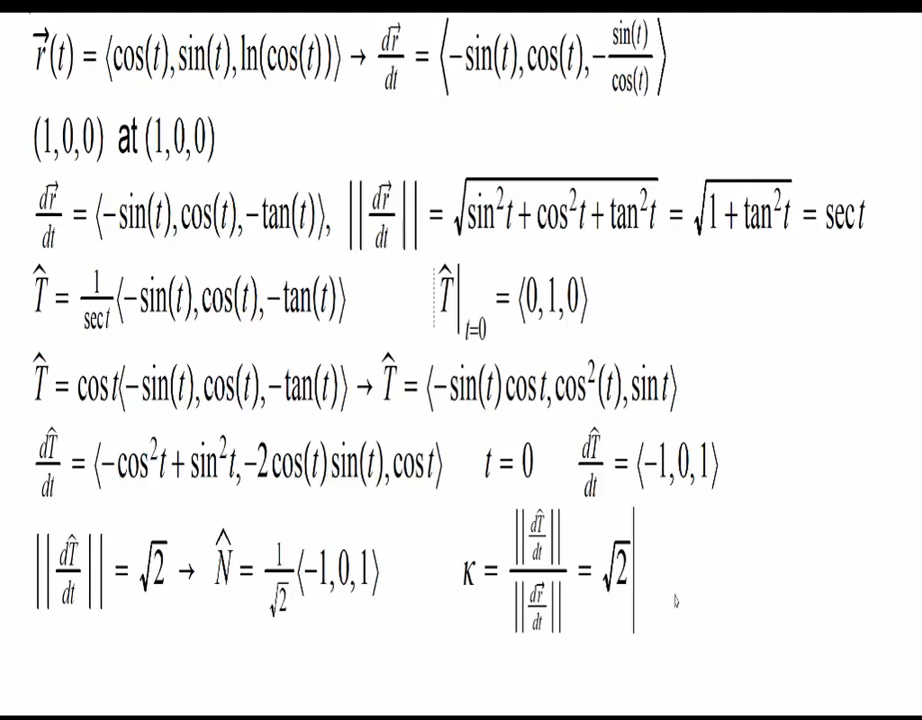 r⃗(t) = ⟨cos(t), sin(t), ln(cos(t))⟩ → dr⃗/dt = ⟨−sin(t), cos(t), −sin(t)/cos(t)⟩
(1,0,0) at (1,0,0)
dr⃗/dt = ⟨−sin(t), cos(t), −tan(t)⟩, ||dr⃗/dt|| = √(sin²t + cos²t + tan²t) = √(1 + tan²t) = sec t
T̂ = 1/sec t ⟨−sin(t), cos(t), −tan(t)⟩ T̂|t=0 = ⟨0,1,0⟩
T̂ = cos t⟨−sin(t), cos(t), −tan(t)⟩ → T̂ = ⟨−sin(t) cos t, cos²(t), sin t⟩
dT̂/dt = ⟨−cos²t + sin²t, −2cos(t) sin(t), cos t⟩ t = 0 dT̂/dt = ⟨−1,0,1⟩
||dT̂/dt|| = √2 → N̂ = 1/√2 ⟨−1,0,1⟩ κ = ||dT̂/dt|| / ||dr⃗/dt|| = √2